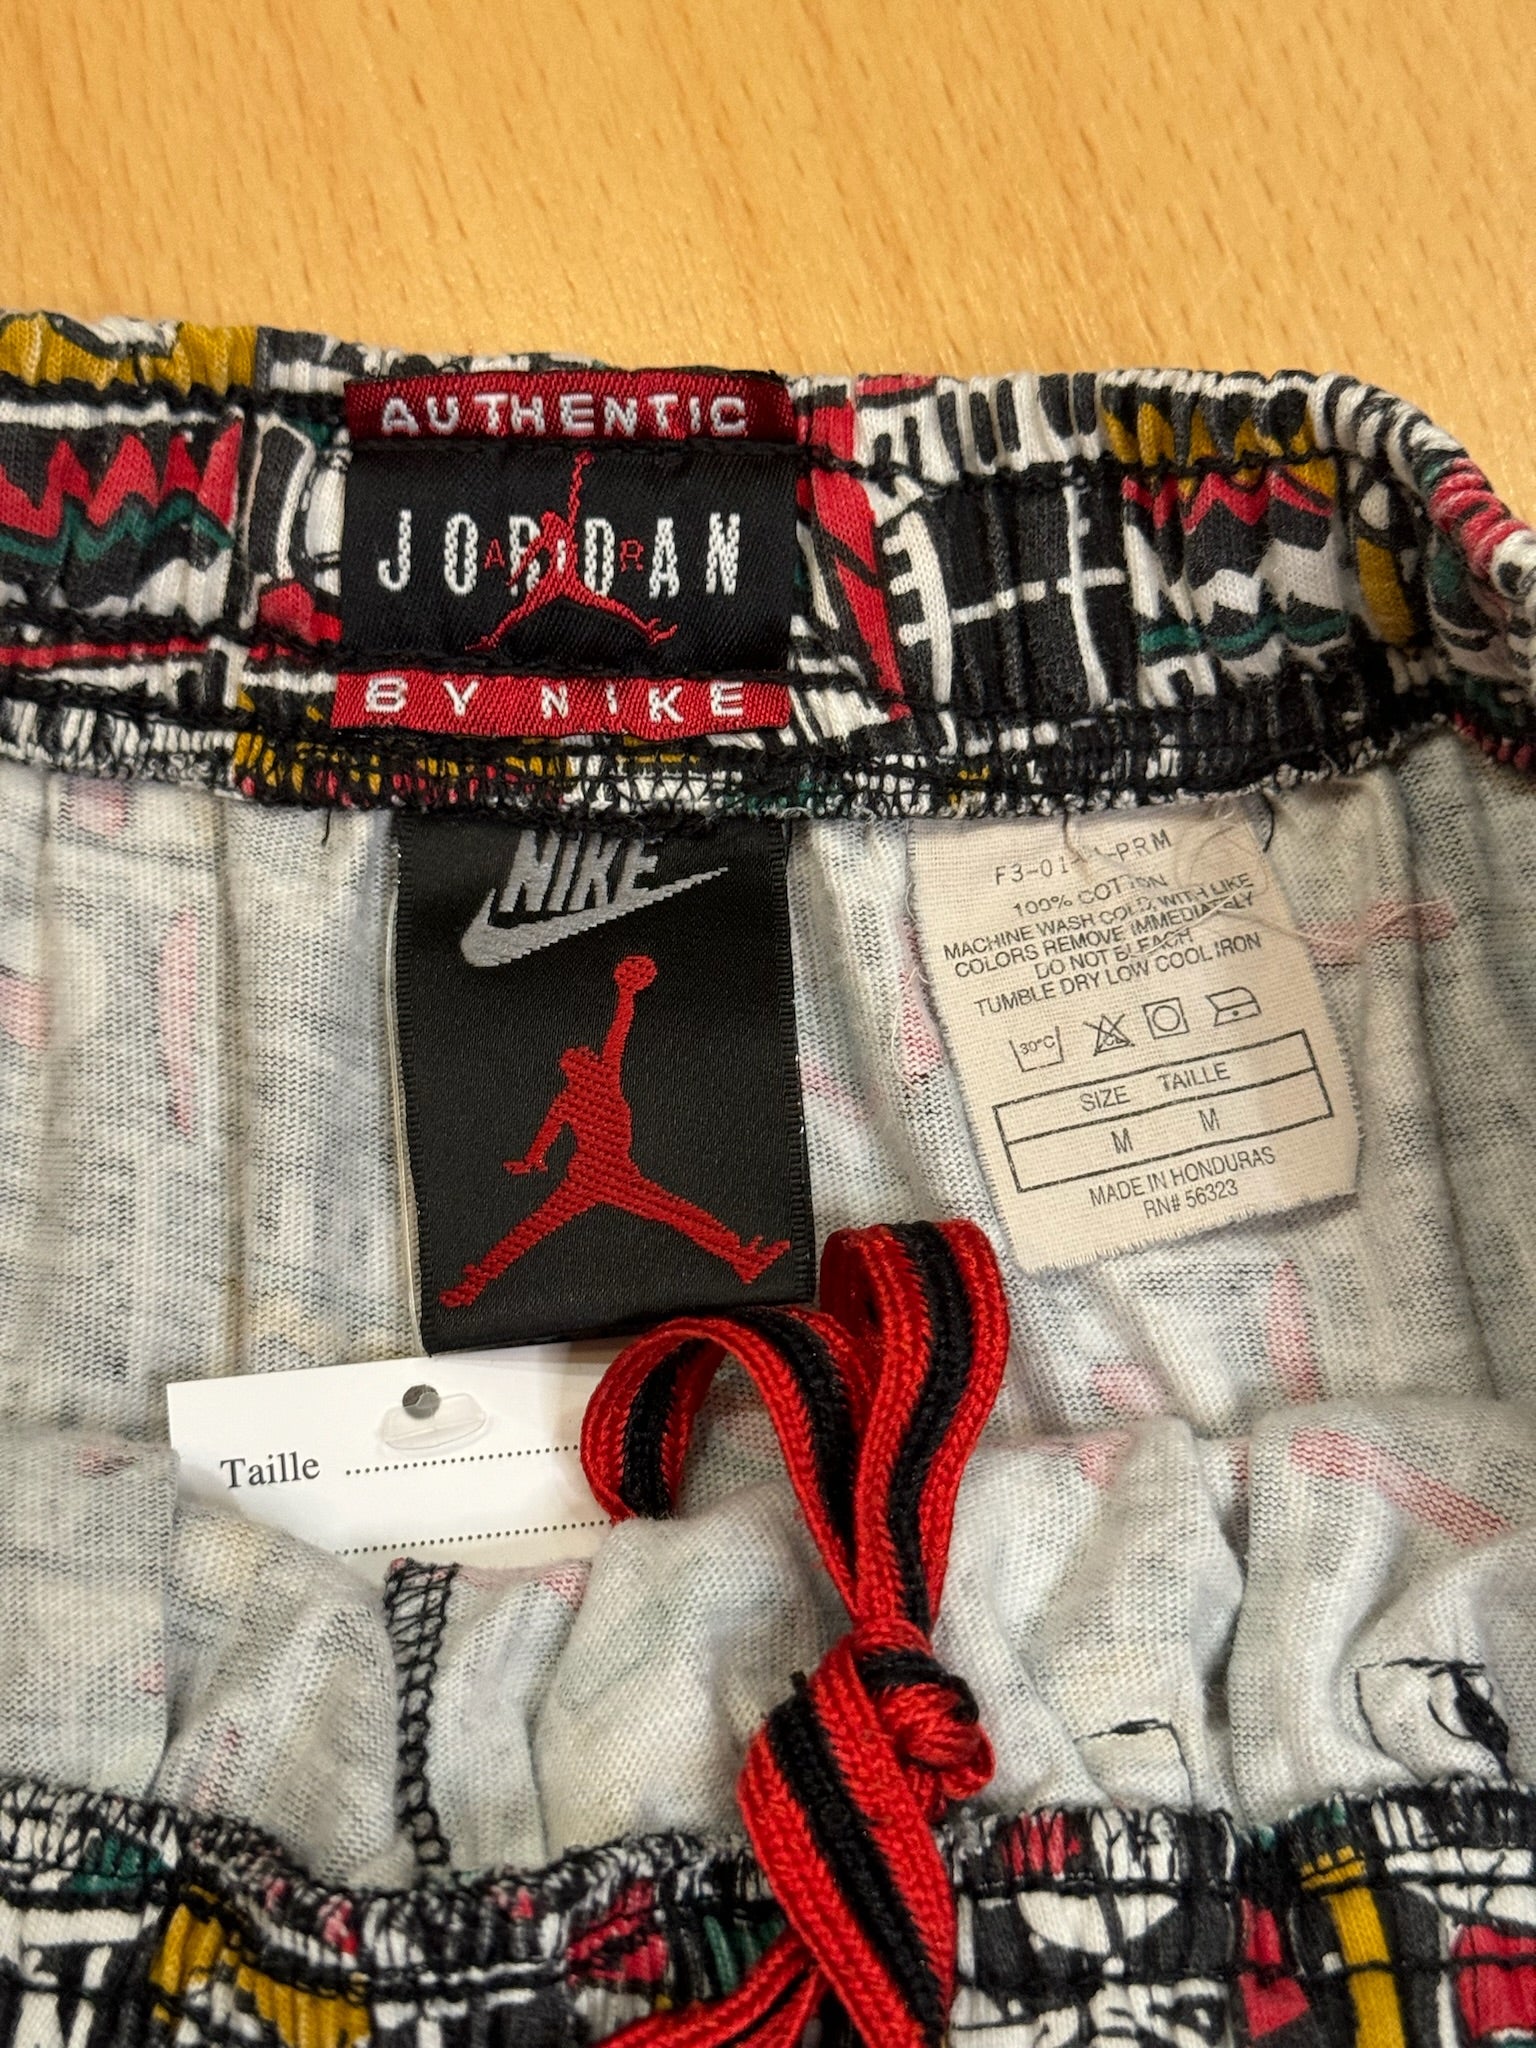 AUTHENTIC
JORDAN
AIR
BY NIKE
NIKE
100% COTTON
MACHINE WASH COLD, WITH LIKE
COLORS REMOVE IMMEDIATELY
DO NOT BLEACH
TUMBLE DRY LOW COOL IRON
30°C CL
SIZE TAILLE
M M
MADE IN HONDURAS
RN# 56323
Taille